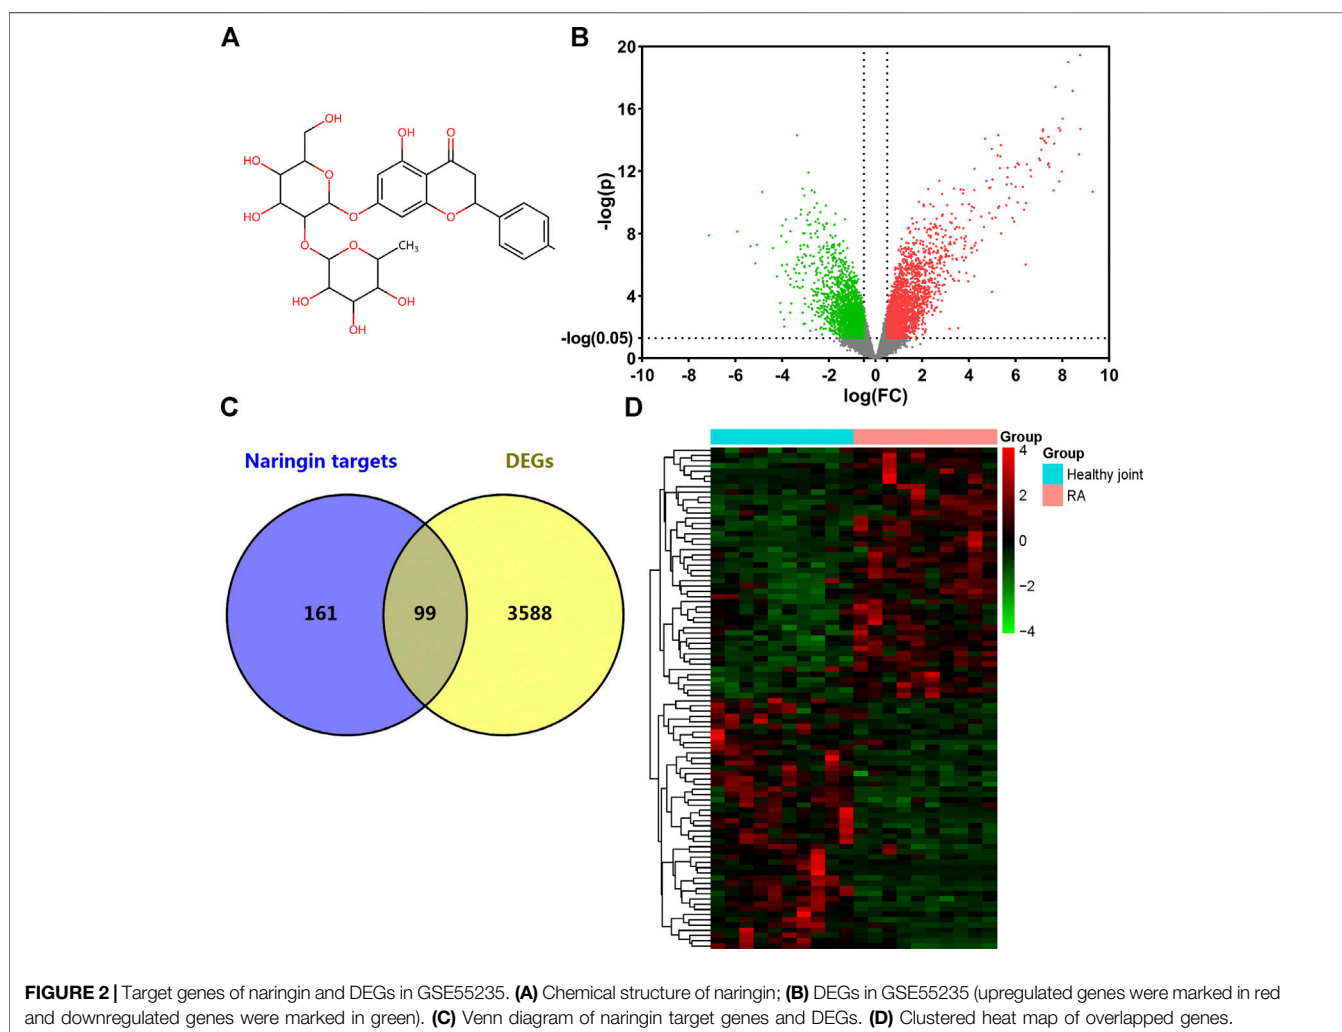 A
OH
HO
O
HO
O
O
OH
O
O
O
O
CH₃
HO
OH
OH
B
20
16
12
8
4
-log(0.05)
0
-log(p)
-10 -8 -6 -4 -2 0 2 4 6 8 10
log(FC)
C
Naringin targets
DEGs
161
99
3588
D
Group
4
2
0
−2
−4
Group
Healthy joint
RA
FIGURE 2 | Target genes of naringin and DEGs in GSE55235. (A) Chemical structure of naringin; (B) DEGs in GSE55235 (upregulated genes were marked in red
and downregulated genes were marked in green). (C) Venn diagram of naringin target genes and DEGs. (D) Clustered heat map of overlapped genes.